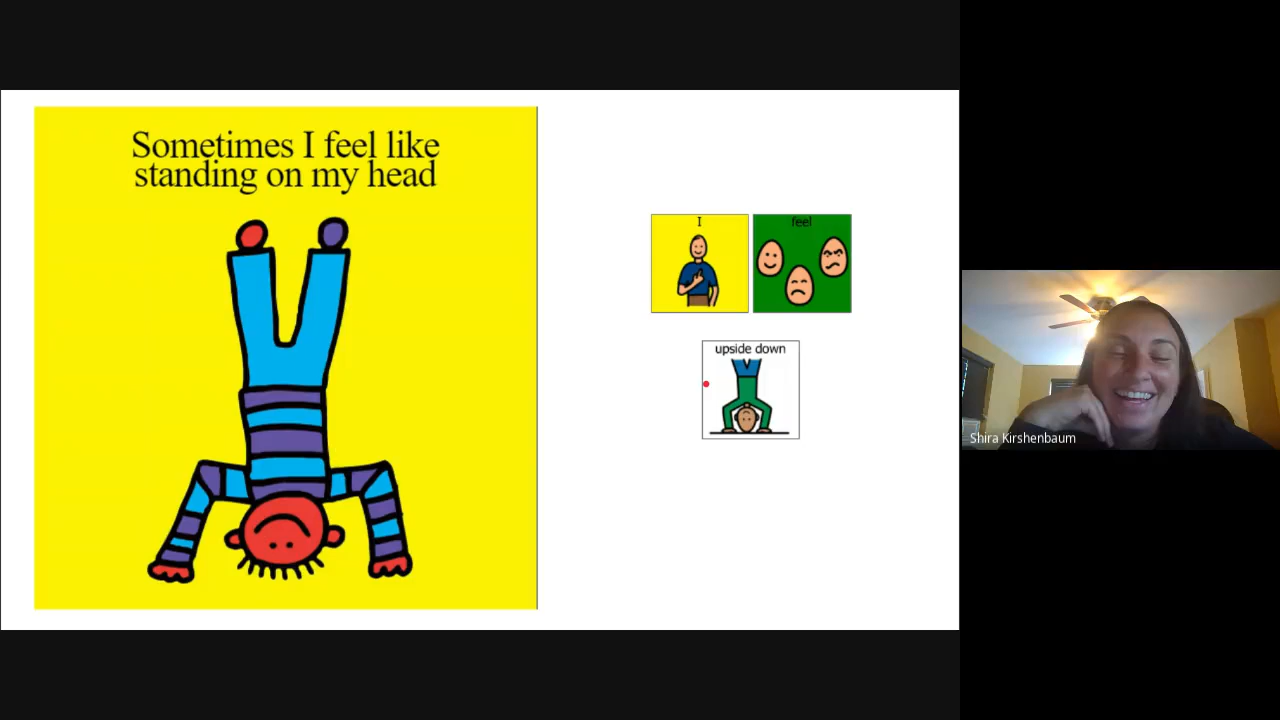 Sometimes I feel like
standing on my head
I
feel
upside down
Shira Kirshenbaum